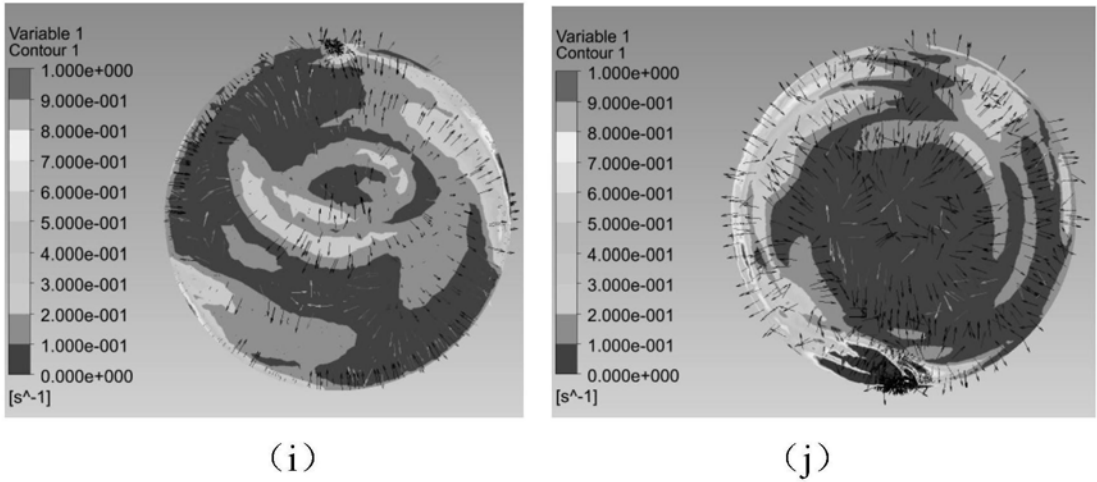 Variable 1
Contour 1
1.000e+000
9.000e-001
8.000e-001
7.000e-001
6.000e-001
5.000e-001
4.000e-001
3.000e-001
2.000e-001
1.000e-001
0.000e+000
[s^-1]
(i)
Variable 1
Contour 1
1.000e+000
9.000e-001
8.000e-001
7.000e-001
6.000e-001
5.000e-001
4.000e-001
3.000e-001
2.000e-001
1.000e-001
0.000e+000
[s^-1]
(j)